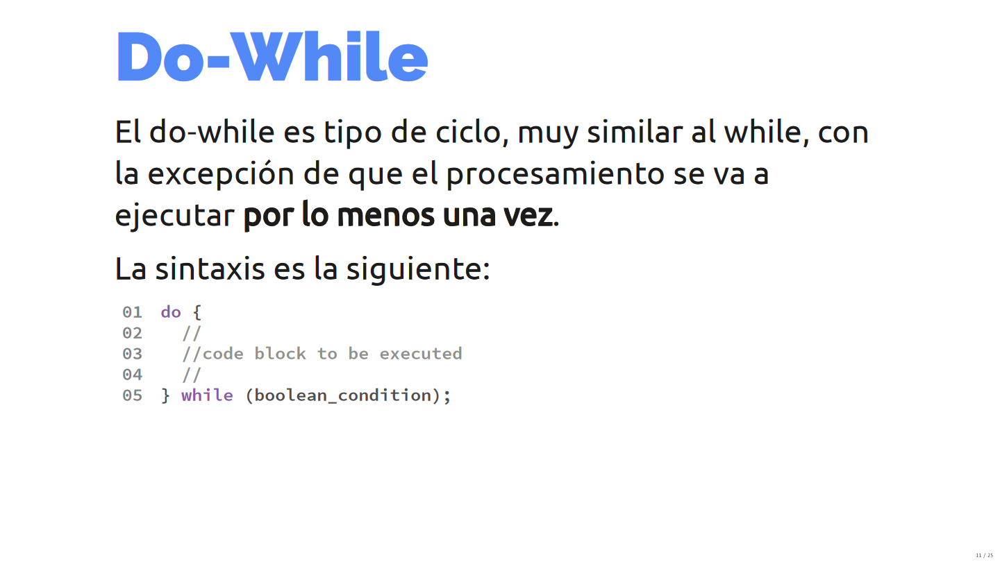 Do-While
El do-while es tipo de ciclo, muy similar al while, con
la excepción de que el procesamiento se va a
ejecutar por lo menos una vez.
La sintaxis es la siguiente:
01 do {
02   //
03   //code block to be executed
04   //
05 } while (boolean_condition);
11 / 25